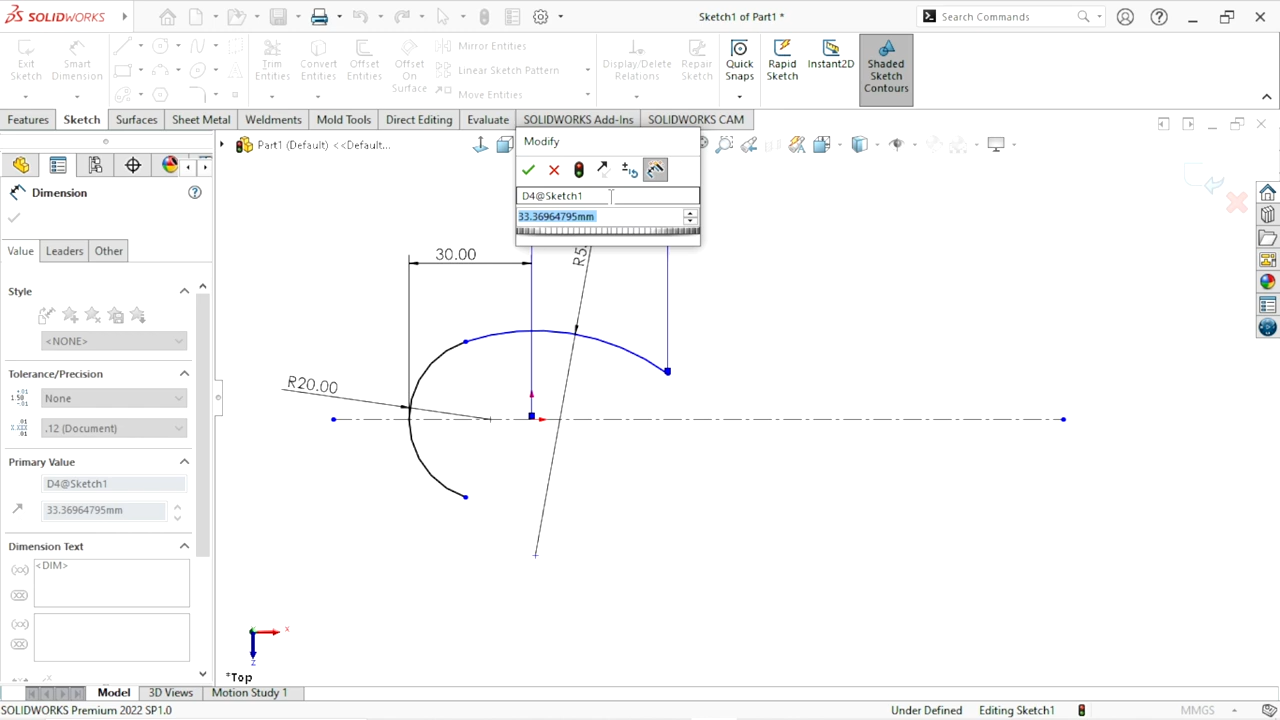 SOLIDWORKS
Sketch1 of Part1 *
Search Commands
Exit Sketch
Smart Dimension
Trim Entities
Convert Entities
Offset Entities
Offset On Surface
Mirror Entities
Linear Sketch Pattern
Move Entities
Display/Delete Relations
Repair Sketch
Quick Snaps
Rapid Sketch
Instant2D
Shaded Sketch Contours
Features
Sketch
Surfaces
Sheet Metal
Weldments
Mold Tools
Direct Editing
Evaluate
SOLIDWORKS Add-Ins
SOLIDWORKS CAM
Part1 (Default) <<Default...
Modify
D4@Sketch1
33.36964795mm
Dimension
Value
Leaders
Other
Style
<NONE>
Tolerance/Precision
None
.12 (Document)
Primary Value
D4@Sketch1
33.36964795mm
Dimension Text
<DIM>
30.00
R20.00
x
z
*Top
Model
3D Views
Motion Study 1
SOLIDWORKS Premium 2022 SP1.0
Under Defined
Editing Sketch1
MMGS